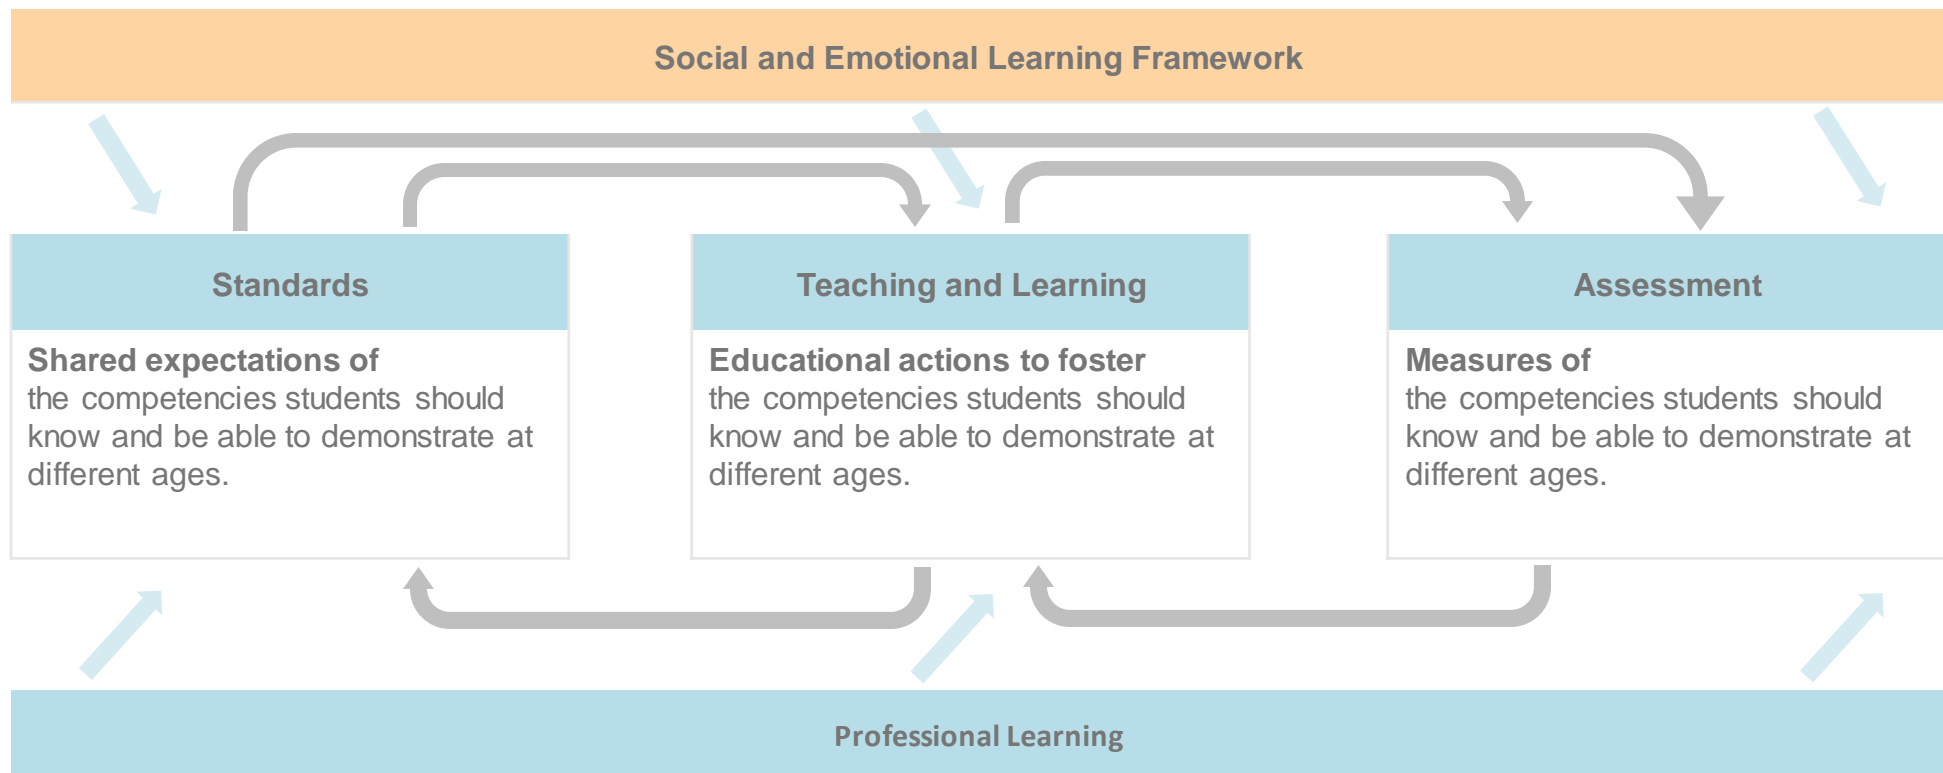 Social and Emotional Learning Framework
Standards
Shared expectations of
the competencies students should
know and be able to demonstrate at
different ages.
Teaching and Learning
Educational actions to foster
the competencies students should
know and be able to demonstrate at
different ages.
Assessment
Measures of
the competencies students should
know and be able to demonstrate at
different ages.
Professional Learning